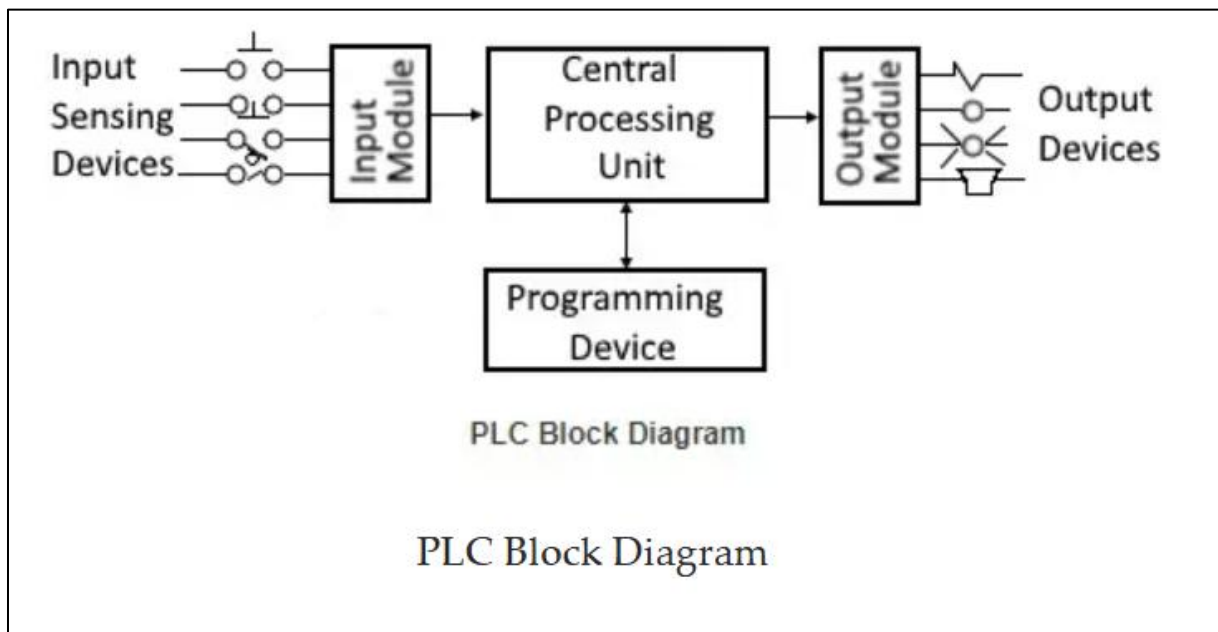 Input
Sensing
Devices
Input
Module
Central
Processing
Unit
Output
Module
Output
Devices
Programming
Device
PLC Block Diagram
PLC Block Diagram